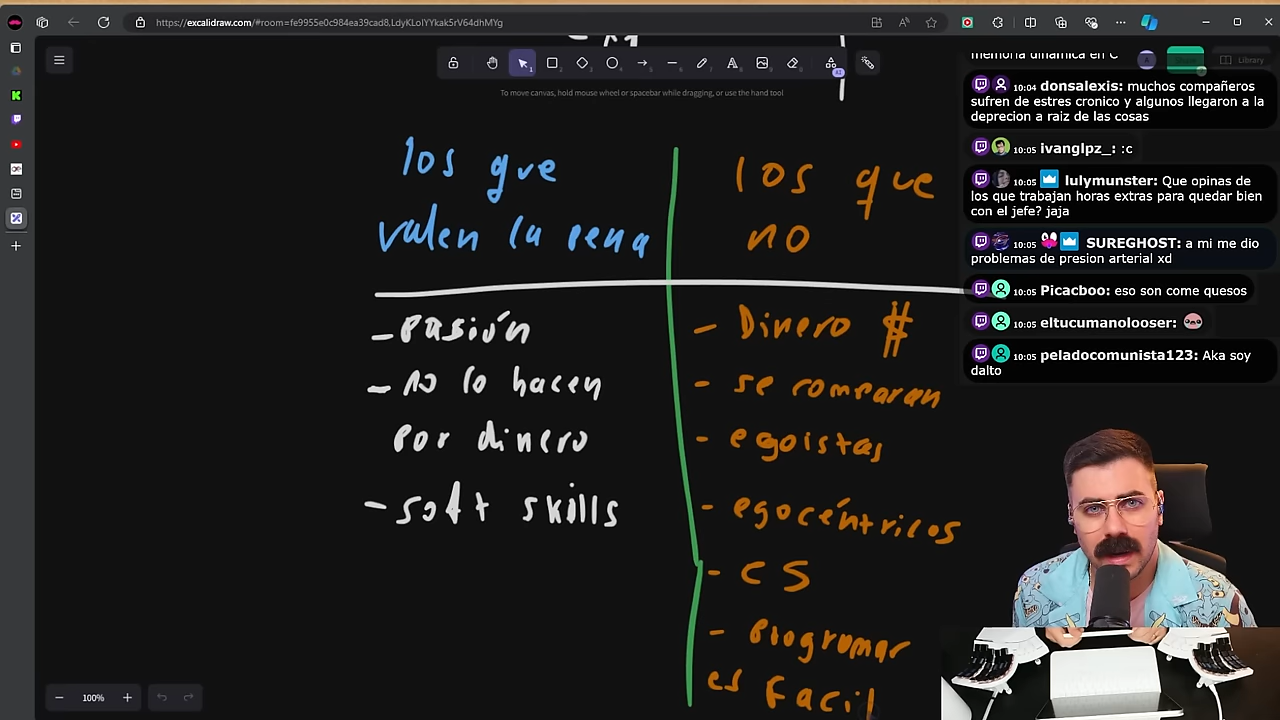 https://excalidraw.com/#room=fe9955e0c984ea39cad8.LdyKLoIYYkak5rV64dhMYg
To move canvas, hold mouse wheel or spacebar while dragging, or use the hand tool
Library
los que
valen la pena
- Pasión
- no lo hacen
por dinero
- soft skills
los que
no
- Dinero $
- se comparan
- egoistas
- egocéntricos
- CS
- Programar
es facil
memoria dinamica en C
10:04 donsalexis: muchos compañeros
sufren de estres cronico y algunos llegaron a la
deprecion a raiz de las cosas
10:05 ivanglpz_: :c
10:05 lulymunster: Que opinas de
los que trabajan horas extras para quedar bien
con el jefe? jaja
10:05 SUREGHOST: a mi me dio
problemas de presion arterial xd
10:05 Picacboo: eso son come quesos
10:05 eltucumanolooser:
10:05 peladocomunista123: Aka soy
dalto
100%